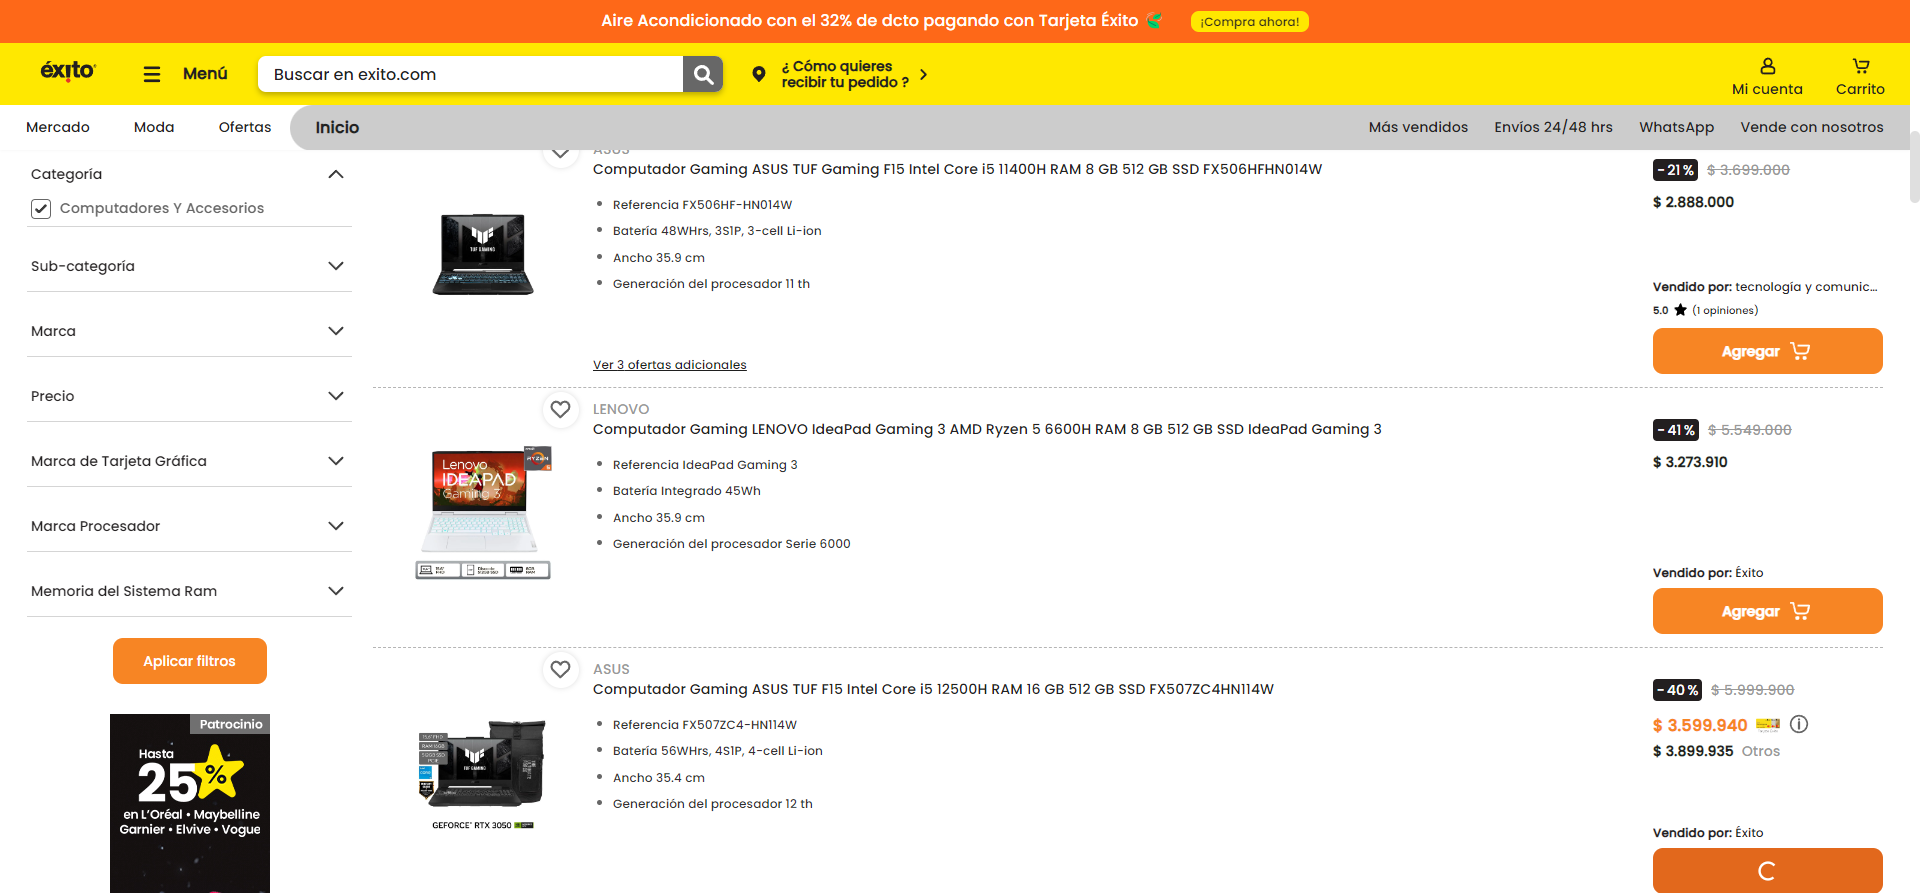 Aire Acondicionado con el 32% de dcto pagando con Tarjeta Éxito
¡Compra ahora!
éxito
Menú
Buscar en exito.com
¿ Cómo quieres
recibir tu pedido ?
Mi cuenta
Carrito
Mercado
Moda
Ofertas
Inicio
Más vendidos
Envíos 24/48 hrs
WhatsApp
Vende con nosotros
Categoría
Computadores Y Accesorios
Sub-categoría
Marca
Precio
Marca de Tarjeta Gráfica
Marca Procesador
Memoria del Sistema Ram
Aplicar filtros
Patrocinio
Hasta
25%
en L'Oréal • Maybelline
Garnier • Elvive • Vogue
ASUS
Computador Gaming ASUS TUF Gaming F15 Intel Core i5 11400H RAM 8 GB 512 GB SSD FX506HFHN014W
Referencia FX506HF-HN014W
Batería 48WHrs, 3S1P, 3-cell Li-ion
Ancho 35.9 cm
Generación del procesador 11 th
Ver 3 ofertas adicionales
TUF GAMING
- 21 %
$ 3.699.000
$ 2.888.000
Vendido por: tecnología y comunic...
5.0 (1 opiniones)
Agregar
LENOVO
Computador Gaming LENOVO IdeaPad Gaming 3 AMD Ryzen 5 6600H RAM 8 GB 512 GB SSD IdeaPad Gaming 3
Referencia IdeaPad Gaming 3
Batería Integrado 45Wh
Ancho 35.9 cm
Generación del procesador Serie 6000
Lenovo
IDEAPAD
Gaming 3
RYZEN
- 41 %
$ 5.549.000
$ 3.273.910
Vendido por: Éxito
Agregar
ASUS
Computador Gaming ASUS TUF F15 Intel Core i5 12500H RAM 16 GB 512 GB SSD FX507ZC4HN114W
Referencia FX507ZC4-HN114W
Batería 56WHrs, 4S1P, 4-cell Li-ion
Ancho 35.4 cm
Generación del procesador 12 th
TUF GAMING
GEFORCE® RTX 3050
- 40 %
$ 5.999.900
$ 3.599.940
$ 3.899.935 Otros
Vendido por: Éxito